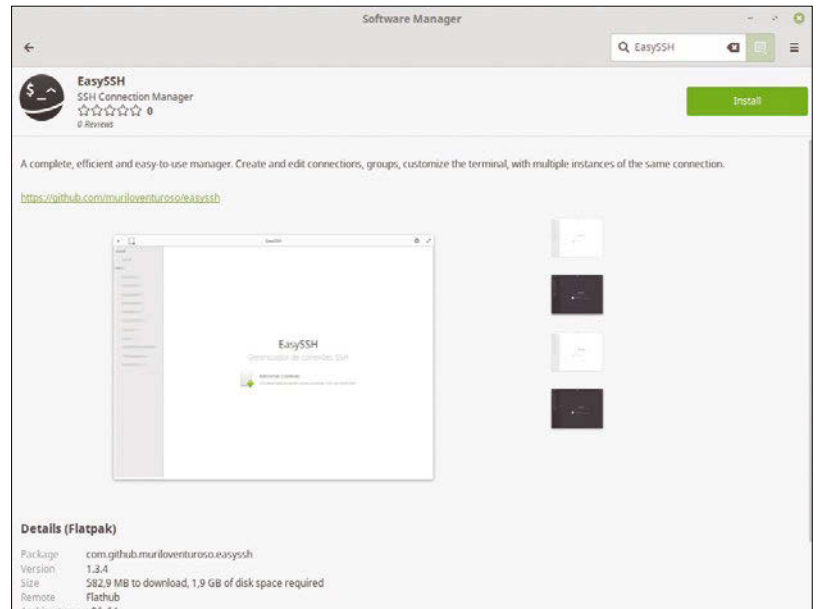 Software Manager
EasySSH
EasySSH
SSH Connection Manager
0
0 Reviews
Install
A complete, efficient and easy-to-use manager. Create and edit connections, groups, customize the terminal, with multiple instances of the same connection.
https://github.com/muriloventuroso/easyssh
EasySSH
EasySSH
Gerenciador de conexões SSH
Details (Flatpak)
Package com.github.muriloventuroso.easyssh
Version 1.3.4
Size 582,9 MB to download, 1,9 GB of disk space required
Remote Flathub